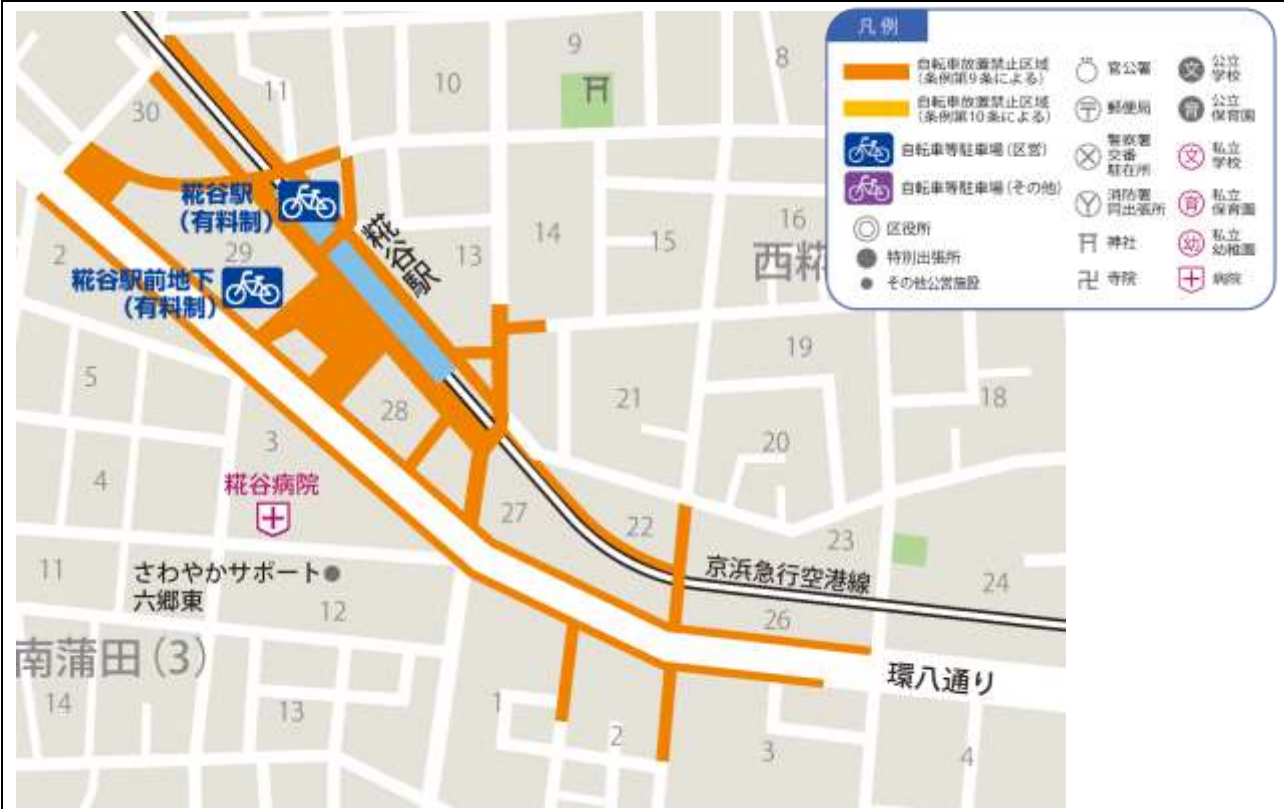 凡例
自転車放置禁止区域
(条例第9条による)
自転車放置禁止区域
(条例第10条による)
自転車等駐車場(区営)
自転車等駐車場(その他)
区役所
特別出張所
その他公営施設
官公署
郵便局
警察署
交番
駐在所
消防署
同出張所
神社
寺院
文
公立
学校
育
公立
保育園
文
私立
学校
育
私立
保育園
幼
私立
幼稚園
病院
9
8
11
10
30
糀谷駅
(有料制)
糀谷駅
2
29
13
14
15
16
西糀
糀谷駅前地下
(有料制)
19
5
28
21
18
3
20
4
糀谷病院
27
22
23
11
さわやかサポート
六郷東
京浜急行空港線
24
12
26
南蒲田(3)
環八通り
14
13
1
2
3
4